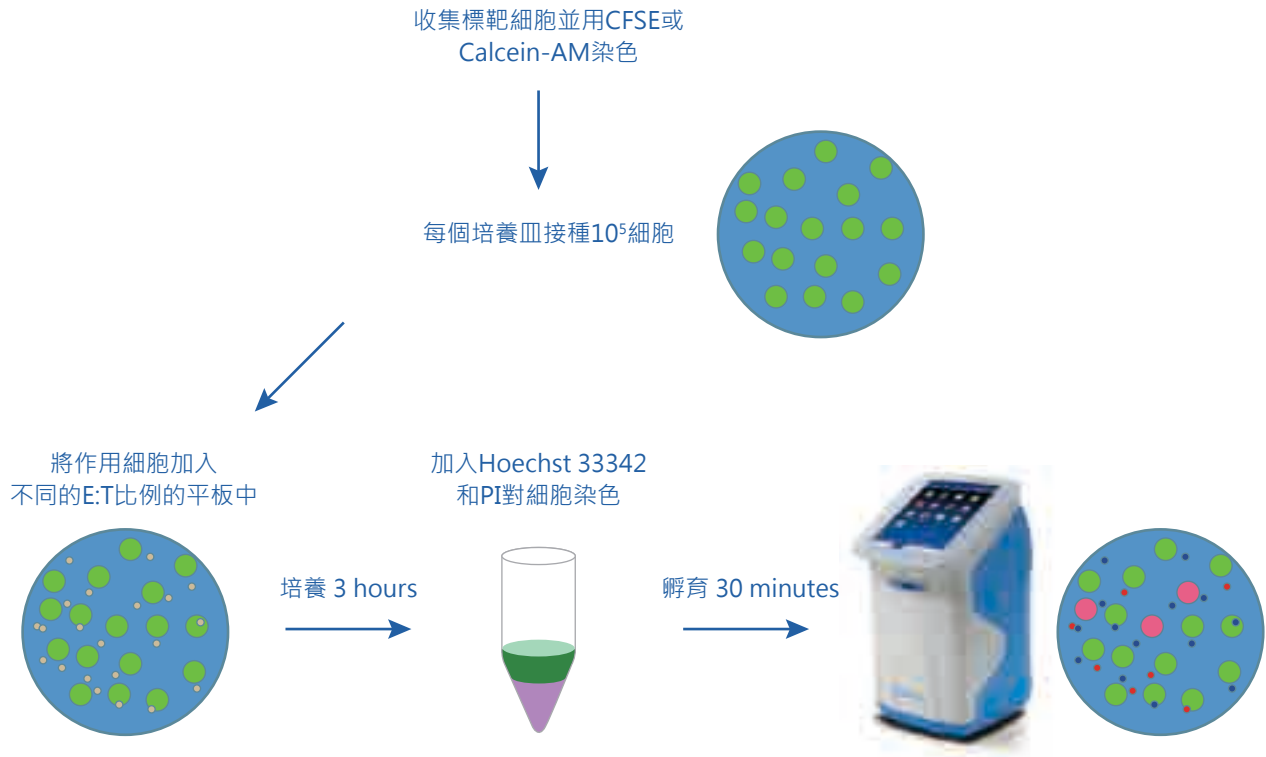 收集標靶細胞並用CFSE或
Calcein-AM染色
每個培養皿接種10⁵細胞
將作用細胞加入
不同的E:T比例的平板中
加入Hoechst 33342
和PI對細胞染色
培養 3 hours
孵育 30 minutes